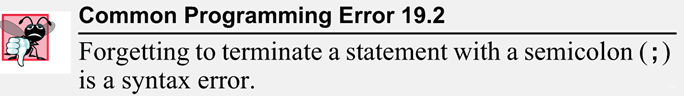 Common Programming Error 19.2
Forgetting to terminate a statement with a semicolon (;)
is a syntax error.